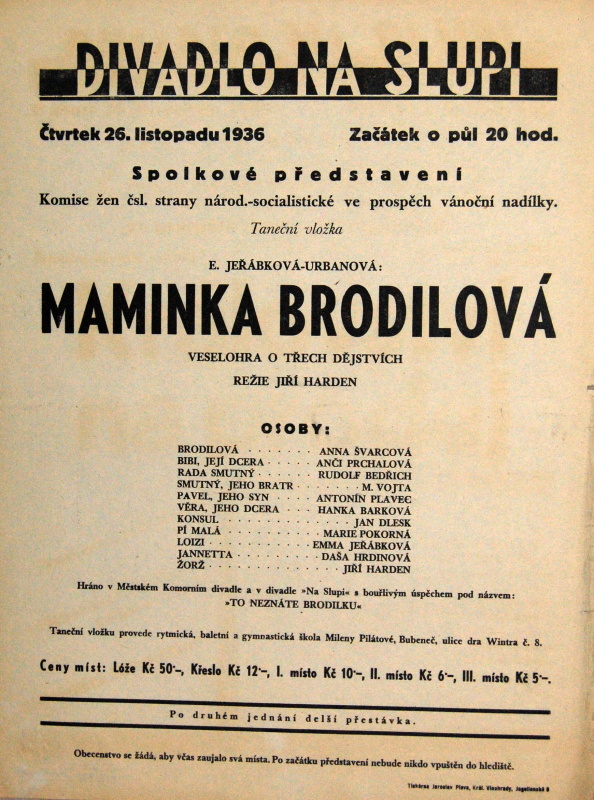 DIVADLO NA SLUPI
Čtvrtek 26. listopadu 1936 Začátek o půl 20 hod.
Spolkové představení
Komise žen čsl. strany národ.-socialistické ve prospěch vánoční nadílky.
Taneční vložka
E. JEŘÁBKOVÁ-URBANOVÁ:
MAMINKA BRODILOVÁ
VESELOHRA O TŘECH DĚJSTVÍCH
REŽIE JIŘÍ HARDEN
OSOBY:
BRODILOVÁ · · · · · · · ANNA ŠVARCOVÁ
BIBI, JEJÍ DCERA · · · · · ANČI PRCHALOVÁ
RADA SMUTNÝ · · · · · · RUDOLF BEDŘICH
SMUTNÝ, JEHO BRATR · · · · · · · M. VOJTA
PAVEL, JEHO SYN · · · · · ANTONÍN PLAVEC
VĚRA, JEHO DCERA · · · · HANKA BARKOVÁ
KONSUL · · · · · · · · · · · · JAN DLESK
PÍ MALÁ · · · · · · · · · MARIE POKORNÁ
LOIZI · · · · · · · · · · EMMA JEŘÁBKOVÁ
JANNETTA · · · · · · · · DAŠA HRDINOVÁ
ŽORŽ · · · · · · · · · · · · JIŘÍ HARDEN
Hráno v Městském Komorním divadle a v divadle »Na Slupi« s bouřlivým úspěchem pod názvem:
»TO NEZNÁTE BRODILKU«
Taneční vložku provede rytmická, baletní a gymnastická škola Mileny Pilátové, Bubeneč, ulice dra Wintra č. 8.
Ceny míst: Lóže Kč 50·–, Křeslo Kč 12·–, I. místo Kč 10·–, II. místo Kč 6·–, III. místo Kč 5·–.
Po druhém jednání delší přestávka.
Obecenstvo se žádá, aby včas zaujalo svá místa. Po začátku představení nebude nikdo vpuštěn do hlediště.
Tiskárna Jaroslav Plava, Král. Vinohrady, Jagellonská 8